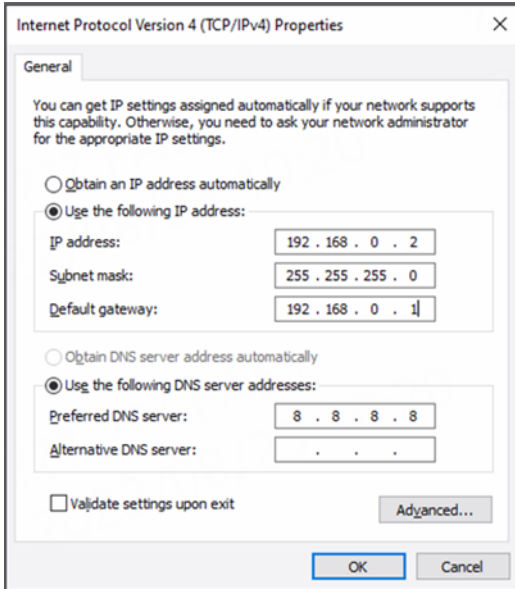 Internet Protocol Version 4 (TCP/IPv4) Properties
General
You can get IP settings assigned automatically if your network supports
this capability. Otherwise, you need to ask your network administrator
for the appropriate IP settings.
Obtain an IP address automatically
Use the following IP address:
IP address: 192 . 168 . 0 . 2
Subnet mask: 255 . 255 . 255 . 0
Default gateway: 192 . 168 . 0 . 1
Obtain DNS server address automatically
Use the following DNS server addresses:
Preferred DNS server: 8 . 8 . 8 . 8
Alternative DNS server: . . .
Validate settings upon exit
Advanced...
OK Cancel